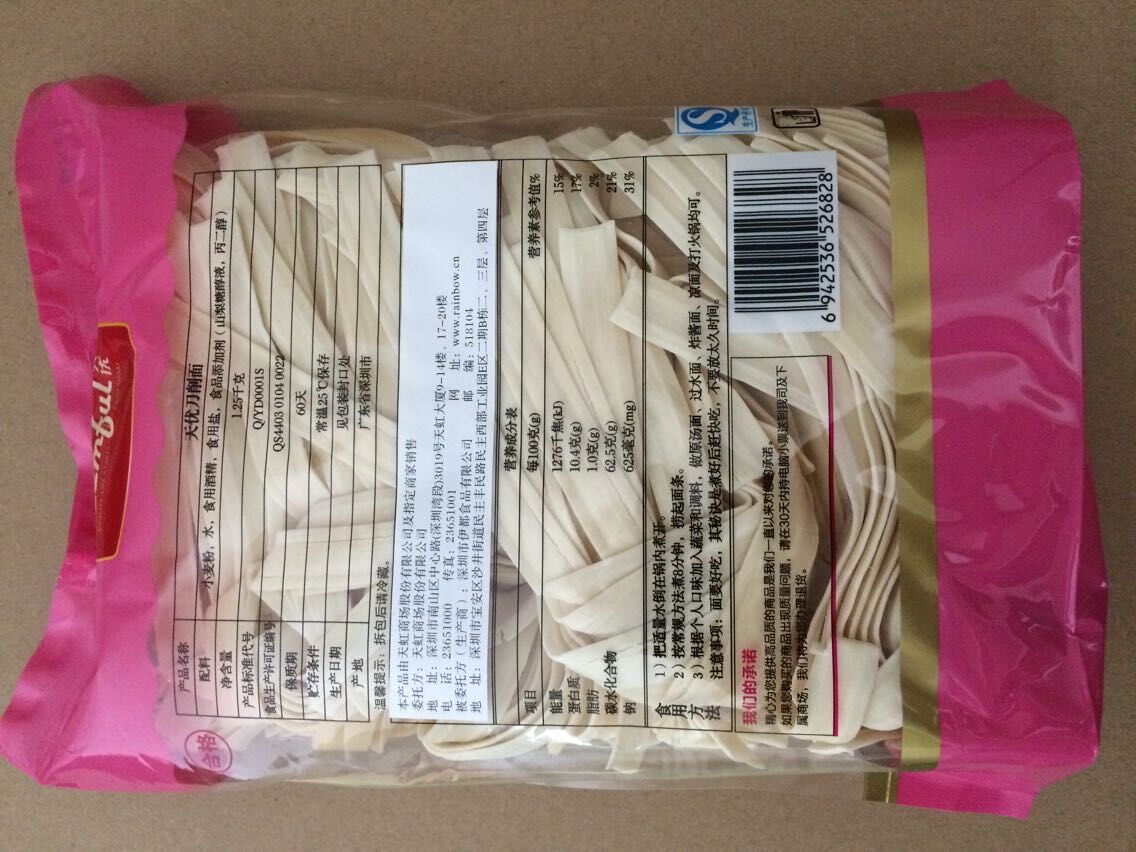 优
产品名称 天优刀削面
配料 小麦粉，水，食用酒精，食用盐，食品添加剂（山梨糖醇液，丙二醇）
净含量 1.25千克
产品标准代号 Q/YD0001S
食品生产许可证编号 QS4403 0104 0022
保质期 60天
贮存条件 常温25℃保存
生产日期 见包装封口处
产 地 广东省深圳市
温馨提示：拆包后请冷藏。
合格
本产品由天虹商场股份有限公司及指定商家销售
委托方：天虹商场股份有限公司
地 址：深圳市南山区中心路(深圳湾段)3019号天虹大厦9-14楼、17-20楼
电 话：23651000 传真：23651001 网 址：www.rainbow.cn
被委托方（生产商）：深圳市伊都食品有限公司 邮 编：518104
地 址：深圳市宝安区沙井街道民主丰民路民主西部工业园E区二期B栋二、三层、第四层
营养成分表
项目 每100克(g) 营养素参考值%
能量 1276千焦(kJ) 15%
蛋白质 10.4克(g) 17%
脂肪 1.0克(g) 2%
碳水化合物 62.5克(g) 21%
钠 625毫克(mg) 31%
食用方法
1）把适量水倒在锅内煮开。
2）按常规方法煮8分钟，捞起面条。
3）根据个人口味加入蔬菜和调料，做原汤面、过水面、炸酱面、凉面及打火锅均可。
注意事项：面要好吃，其秘诀是煮好后赶快吃，不要放太久时间。
我们的承诺
精心为您提供高品质的商品是我们一直以来对您的承诺。
如果您购买的商品出现质量问题，请在30天内持电脑小票送到我司及下
属商场，我们将为您办理退货。
6 942536 526828